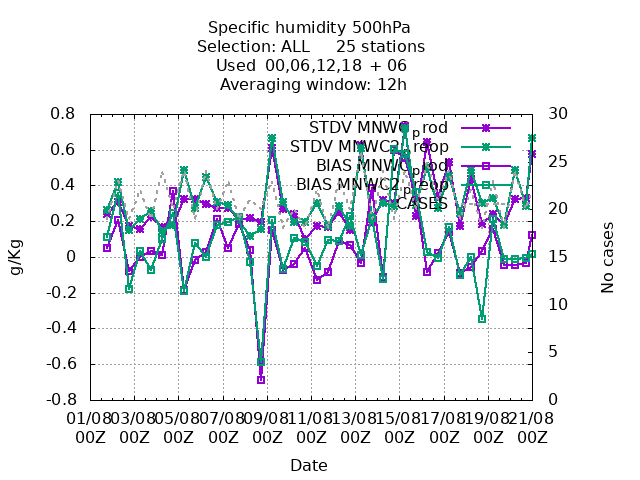 Specific humidity 500hPa
Selection: ALL 25 stations
Used 00,06,12,18 + 06
Averaging window: 12h
0.8
0.6
0.4
0.2
0
-0.2
-0.4
-0.6
-0.8
30
25
20
15
10
5
0
STDV MNWC_prod
STDV MNWC2_preop
BIAS MNWC_prod
BIAS MNWC2_preop
CASES
g/Kg
No cases
01/08 03/08 05/08 07/08 09/08 11/08 13/08 15/08 17/08 19/08 21/08
00Z 00Z 00Z 00Z 00Z 00Z 00Z 00Z 00Z 00Z 00Z
Date